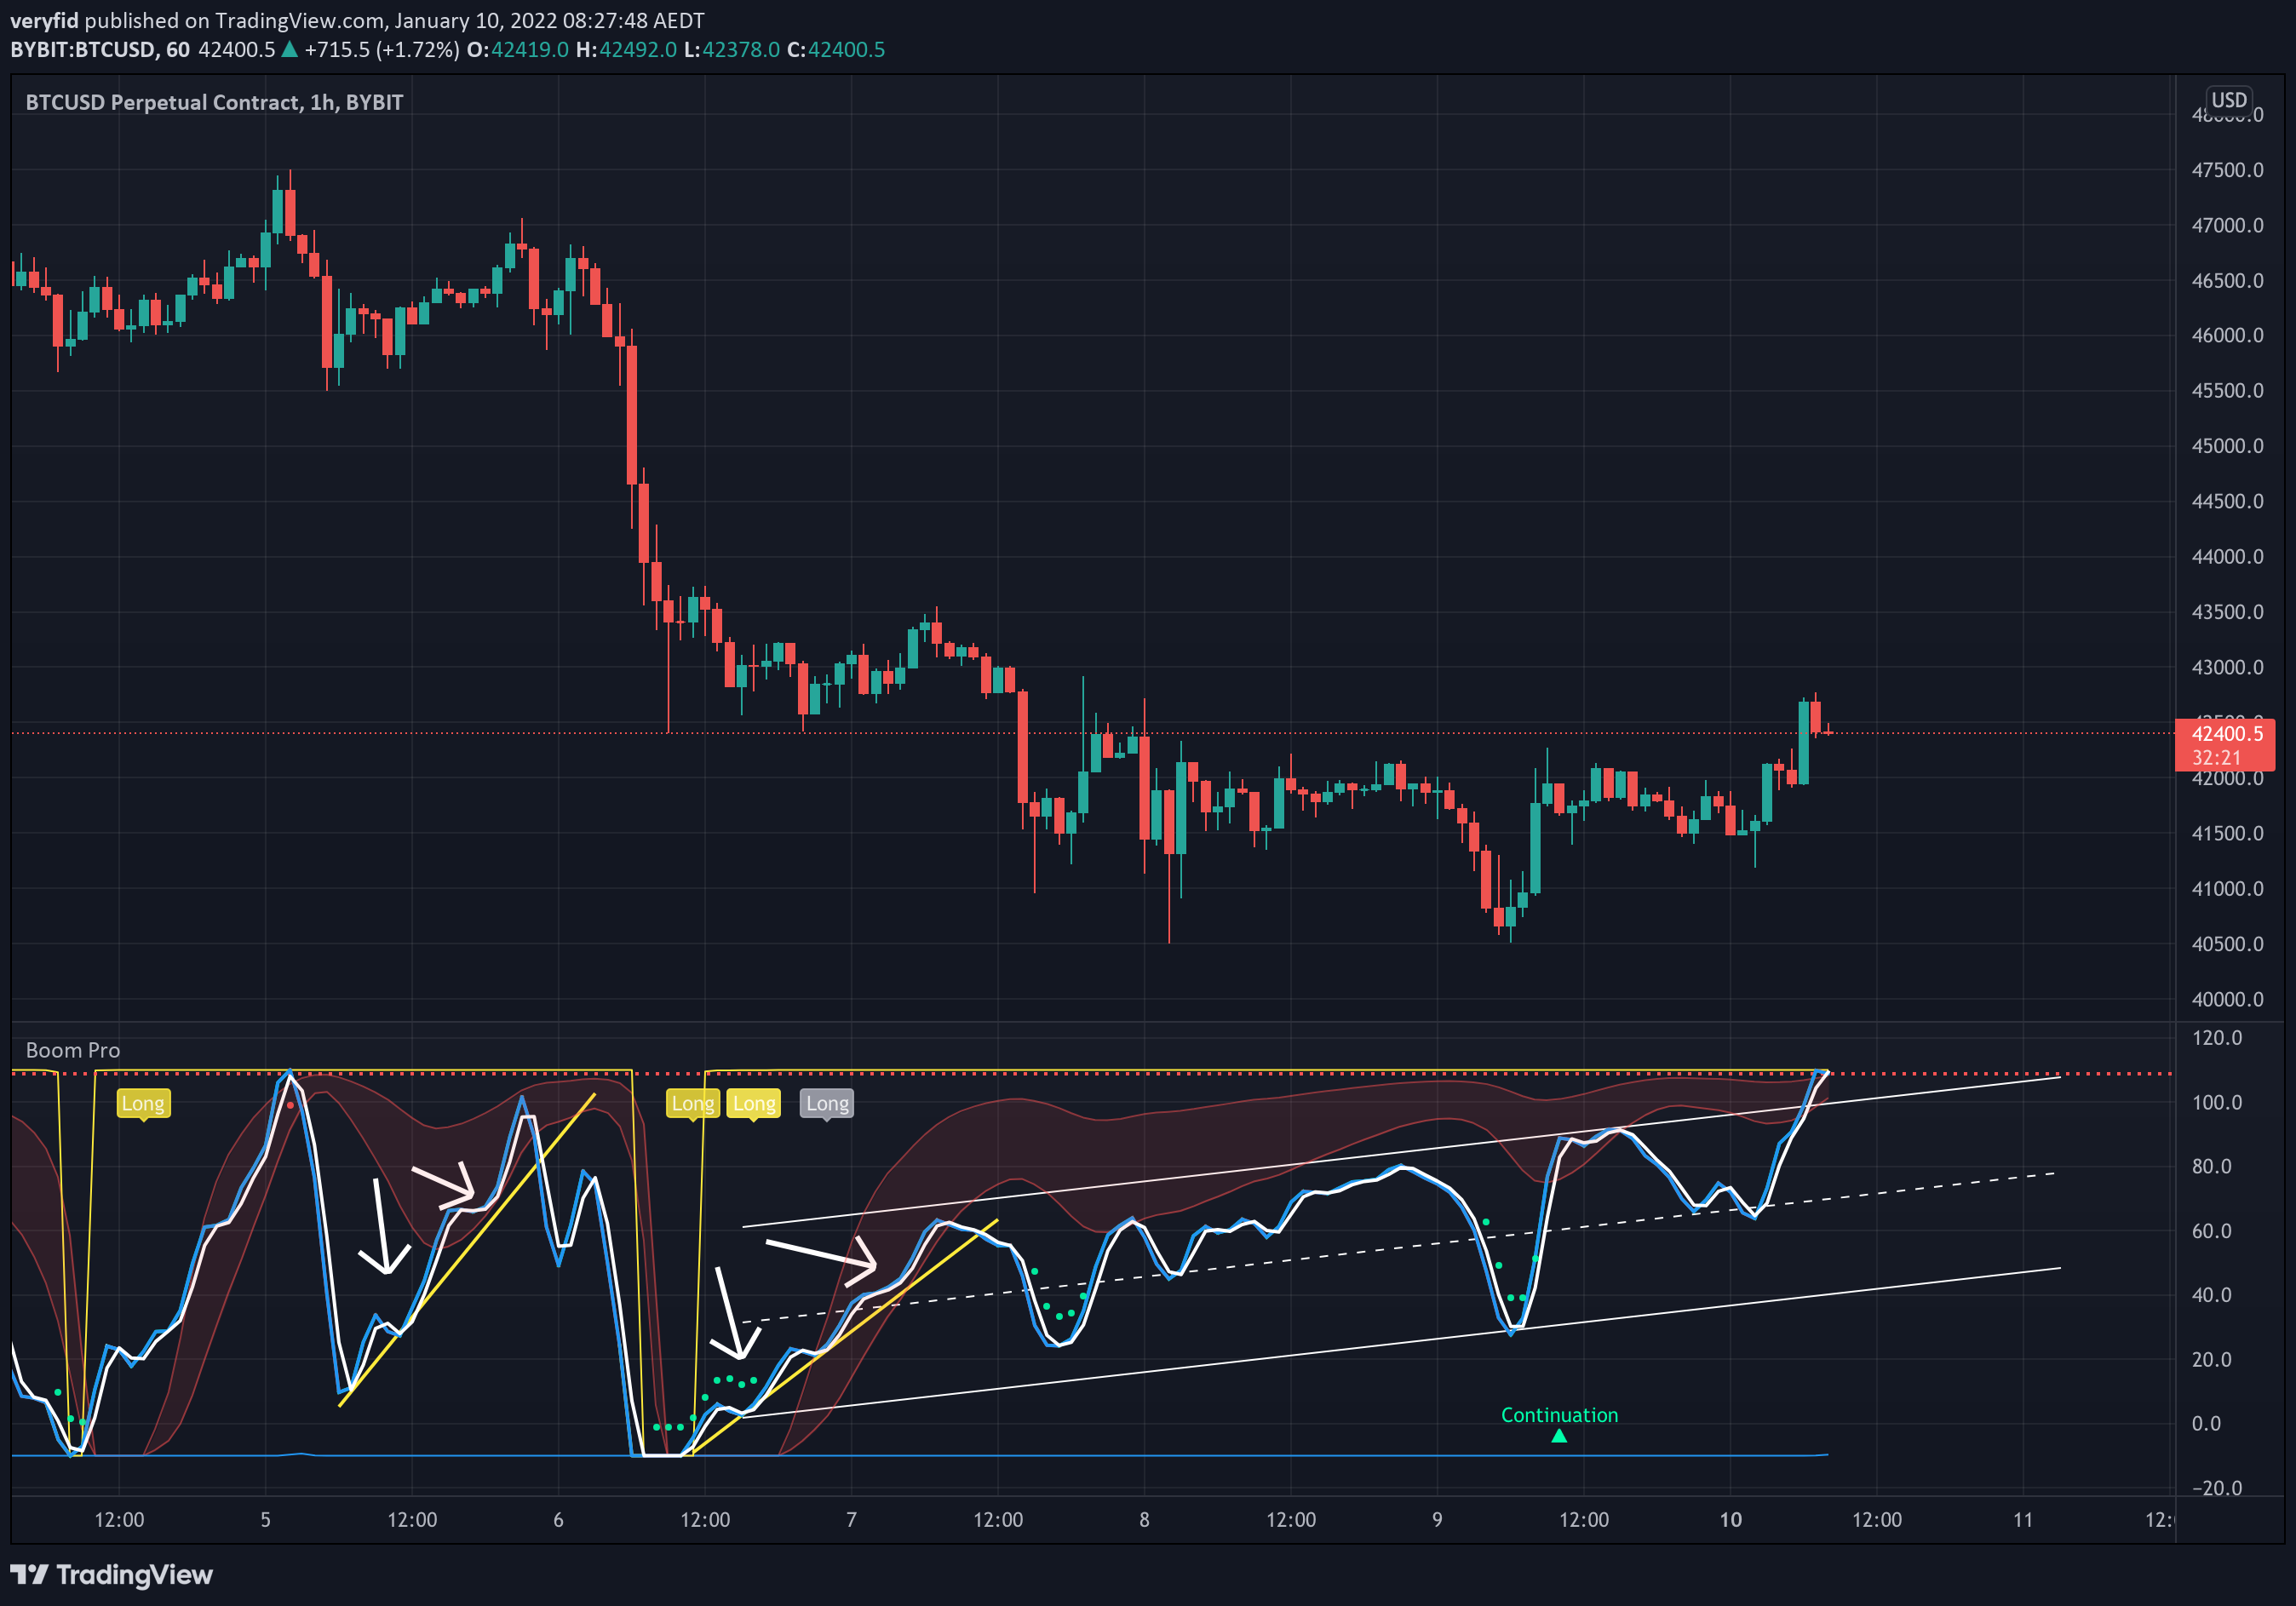 veryfid published on TradingView.com, January 10, 2022 08:27:48 AEDT
BYBIT:BTCUSD, 60 42400.5 ▲ +715.5 (+1.72%) O:42419.0 H:42492.0 L:42378.0 C:42400.5
BTCUSD Perpetual Contract, 1h, BYBIT
USD
47500.0
47000.0
46500.0
46000.0
45500.0
45000.0
44500.0
44000.0
43500.0
43000.0
42400.5
32:21
42000.0
41500.0
41000.0
40500.0
40000.0
Boom Pro
120.0
Long
Long
Long
Long
100.0
80.0
60.0
40.0
20.0
Continuation
0.0
−20.0
12:00 5 12:00 6 12:00 7 12:00 8 12:00 9 12:00 10 12:00 11
TradingView